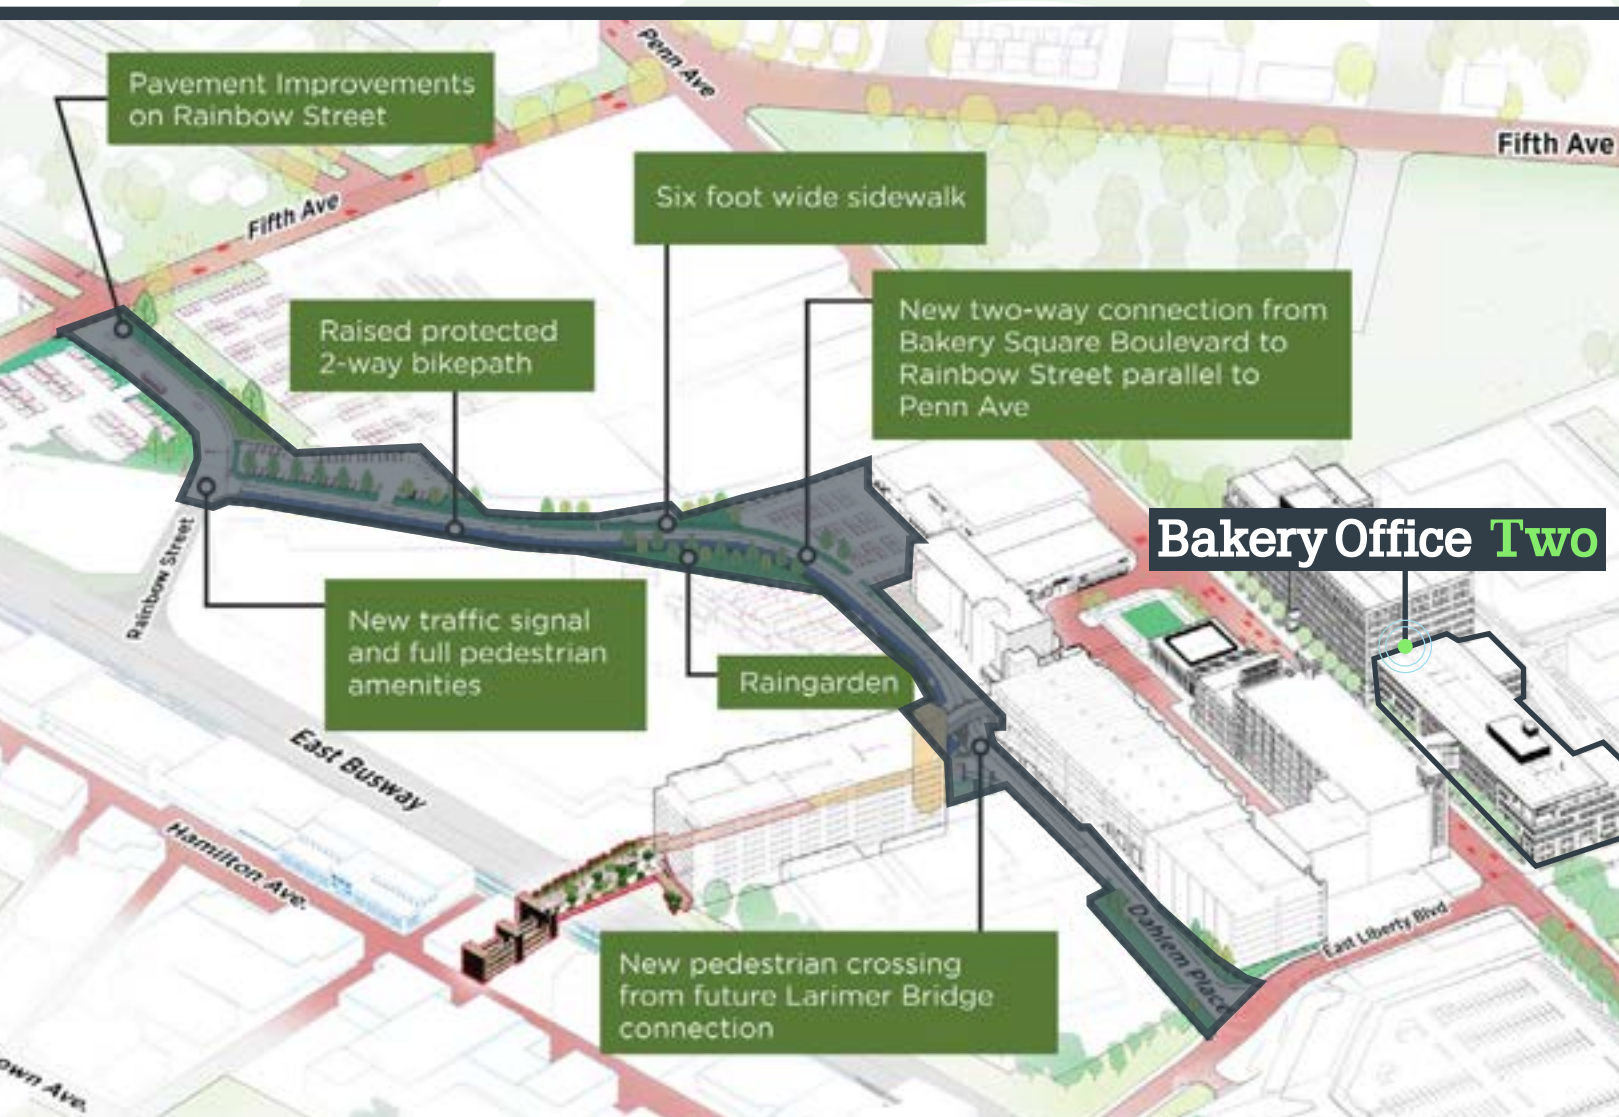 Penn Ave
Pavement Improvements
on Rainbow Street
Fifth Ave
Fifth Ave
Six foot wide sidewalk
New two-way connection from
Bakery Square Boulevard to
Rainbow Street parallel to
Penn Ave
Raised protected
2-way bikepath
Bakery Office Two
Rainbow Street
New traffic signal
and full pedestrian
amenities
Raingarden
East Busway
Hamilton Ave.
Dahlem Place
East Liberty Blvd
New pedestrian crossing
from future Larimer Bridge
connection
own Ave.